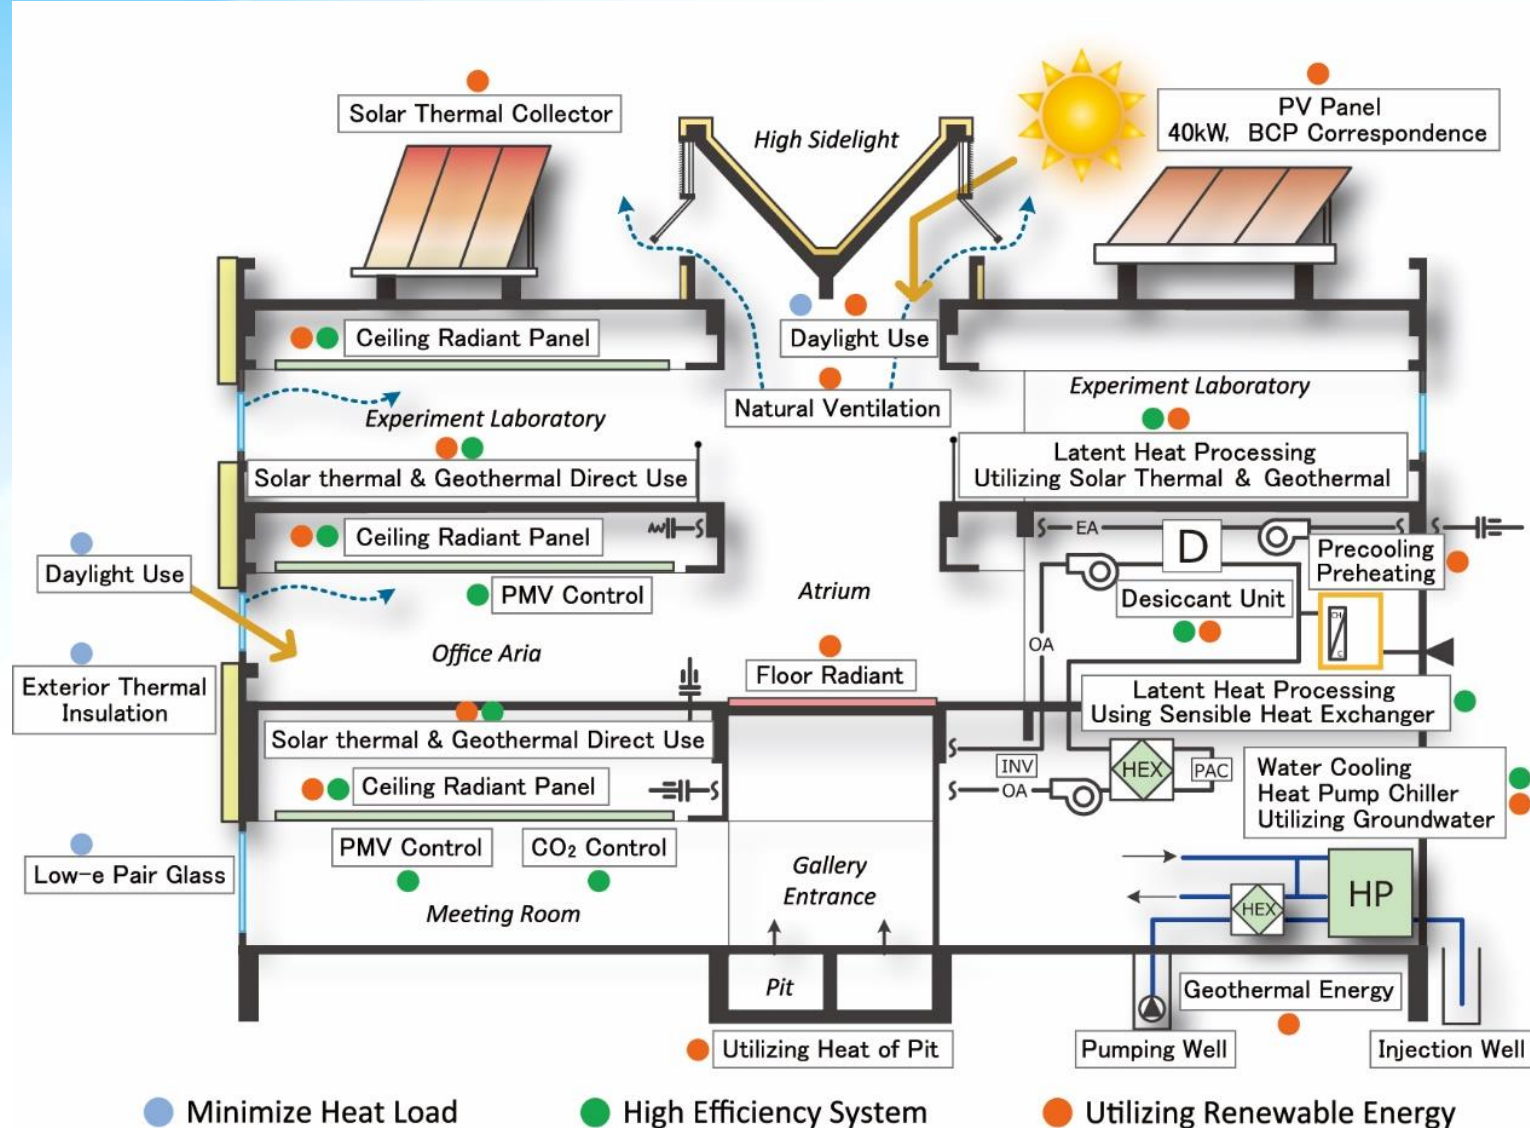 Solar Thermal Collector
High Sidelight
PV Panel
40kW, BCP Correspondence
Ceiling Radiant Panel
Daylight Use
Natural Ventilation
Experiment Laboratory
Experiment Laboratory
Solar thermal & Geothermal Direct Use
Latent Heat Processing
Utilizing Solar Thermal & Geothermal
Ceiling Radiant Panel
EA
D
Precooling
Preheating
Daylight Use
PMV Control
Atrium
Desiccant Unit
CH
C
OA
Office Aria
Exterior Thermal
Insulation
Floor Radiant
Latent Heat Processing
Using Sensible Heat Exchanger
Solar thermal & Geothermal Direct Use
INV
HEX
PAC
OA
Ceiling Radiant Panel
Water Cooling
Heat Pump Chiller
Utilizing Groundwater
PMV Control
CO₂ Control
Low-e Pair Glass
Gallery
Entrance
Meeting Room
HEX
HP
Pit
Geothermal Energy
Utilizing Heat of Pit
Pumping Well
Injection Well
Minimize Heat Load
High Efficiency System
Utilizing Renewable Energy